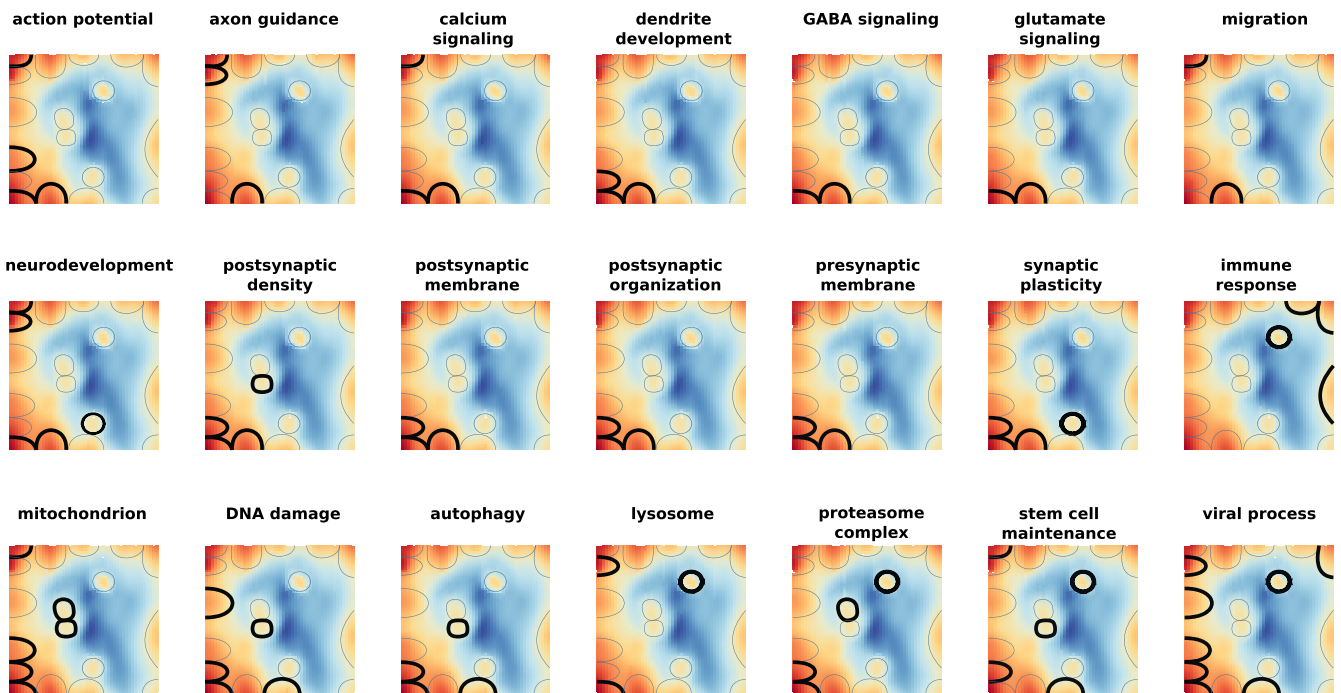 action potential
axon guidance
calcium
signaling
dendrite
development
GABA signaling
glutamate
signaling
migration
neurodevelopment
postsynaptic
density
postsynaptic
membrane
postsynaptic
organization
presynaptic
membrane
synaptic
plasticity
immune
response
mitochondrion
DNA damage
autophagy
lysosome
proteasome
complex
stem cell
maintenance
viral process